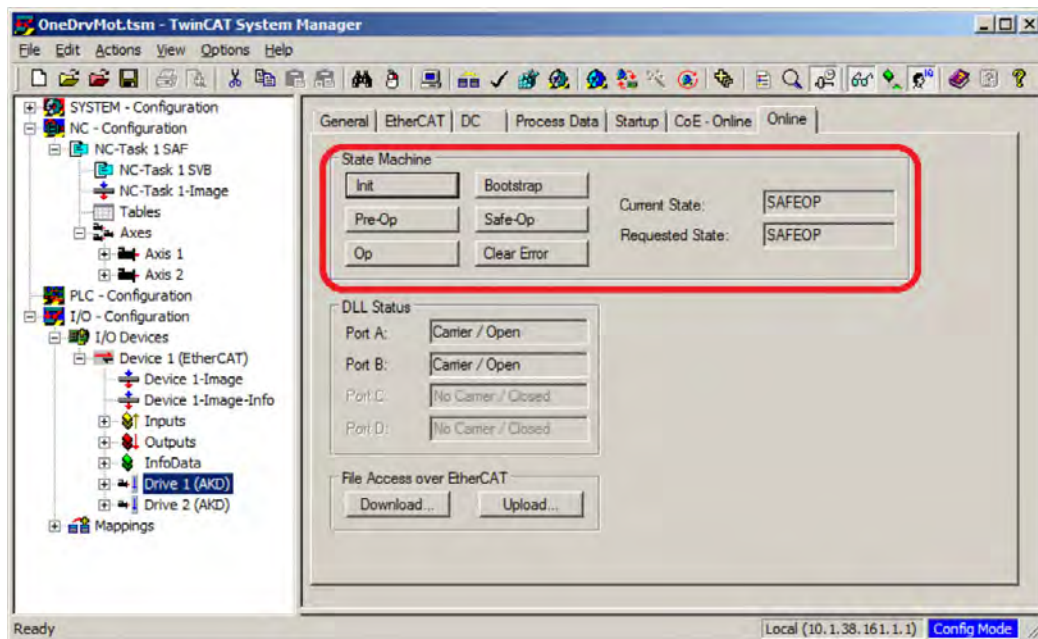 OneDrvMot.tsm - TwinCAT System Manager
File Edit Actions View Options Help
SYSTEM - Configuration
NC - Configuration
NC-Task 1 SAF
NC-Task 1 SVB
NC-Task 1-Image
Tables
Axes
Axis 1
Axis 2
PLC - Configuration
I/O - Configuration
I/O Devices
Device 1 (EtherCAT)
Device 1-Image
Device 1-Image-Info
Inputs
Outputs
InfoData
Drive 1 (AKD)
Drive 2 (AKD)
Mappings
General EtherCAT DC Process Data Startup CoE - Online Online
State Machine
Init Bootstrap
Pre-Op Safe-Op
Op Clear Error
Current State: SAFEOP
Requested State: SAFEOP
DLL Status
Port A: Carrier / Open
Port B: Carrier / Open
Port C: No Carrier / Closed
Port D: No Carrier / Closed
File Access over EtherCAT
Download... Upload...
Ready Local (10.1.38.161.1.1) Config Mode